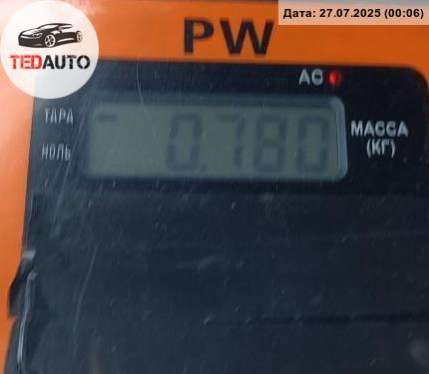 Дата: 27.07.2025 (00:06)
TEDAUTO
PW
AC
ТАРА
НОЛЬ
0.780
МАССА
(КГ)